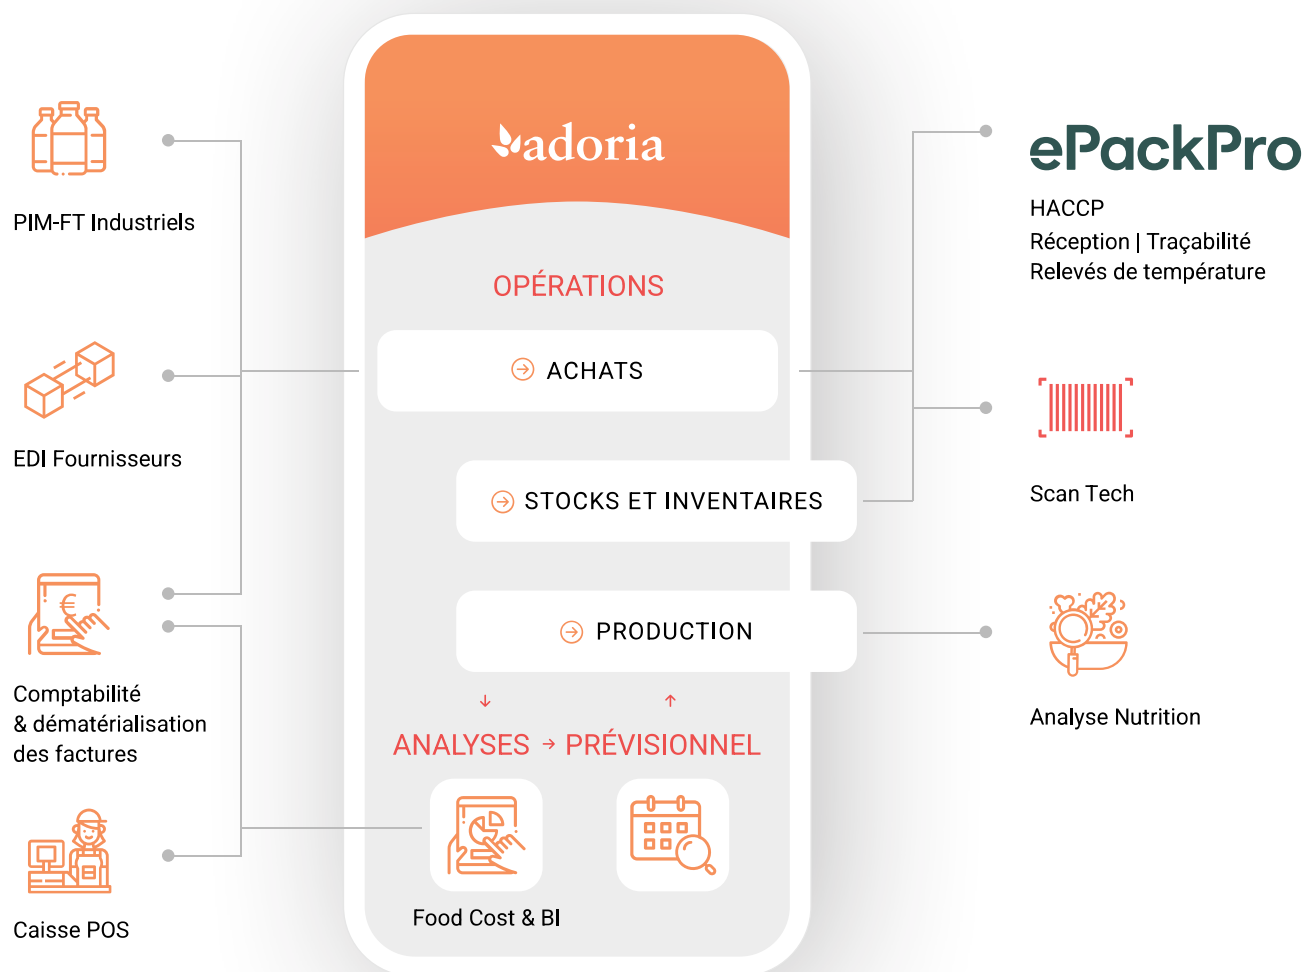 adoria
OPÉRATIONS
ACHATS
STOCKS ET INVENTAIRES
PRODUCTION
ANALYSES
PRÉVISIONNEL
Food Cost & BI
PIM-FT Industriels
EDI Fournisseurs
€
Comptabilité
& dématérialisation
des factures
Caisse POS
ePackPro
HACCP
Réception | Traçabilité
Relevés de température
Scan Tech
Analyse Nutrition